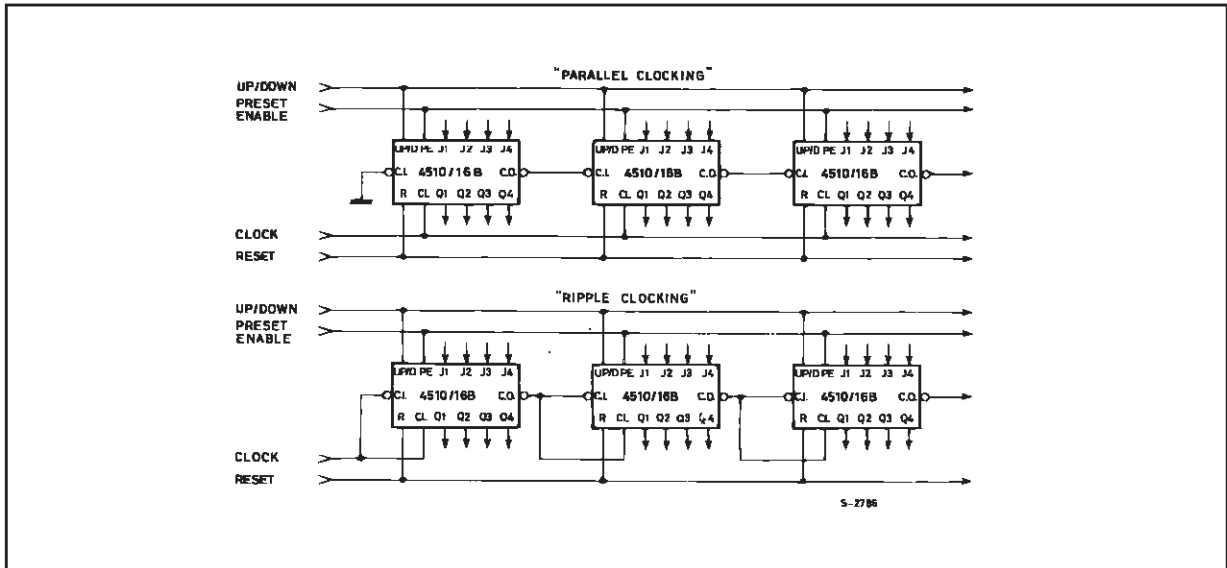 "PARALLEL CLOCKING"
UP/DOWN
PRESET
ENABLE
UP/D PE J1 J2 J3 J4 UP/D PE J1 J2 J3 J4 UP/D PE J1 J2 J3 J4
C.I. 4510/16B C.O. C.I. 4510/16B C.O. C.I. 4510/16B C.O.
R CL Q1 Q2 Q3 Q4 R CL Q1 Q2 Q3 Q4 R CL Q1 Q2 Q3 Q4
CLOCK
RESET
"RIPPLE CLOCKING"
UP/DOWN
PRESET
ENABLE
UP/D PE J1 J2 J3 J4 UP/D PE J1 J2 J3 J4 UP/D PE J1 J2 J3 J4
C.I. 4510/16B C.O. C.I. 4510/16B C.O. C.I. 4510/16B C.O.
R CL Q1 Q2 Q3 Q4 R CL Q1 Q2 Q3 Q4 R CL Q1 Q2 Q3 Q4
CLOCK
RESET
S-2786